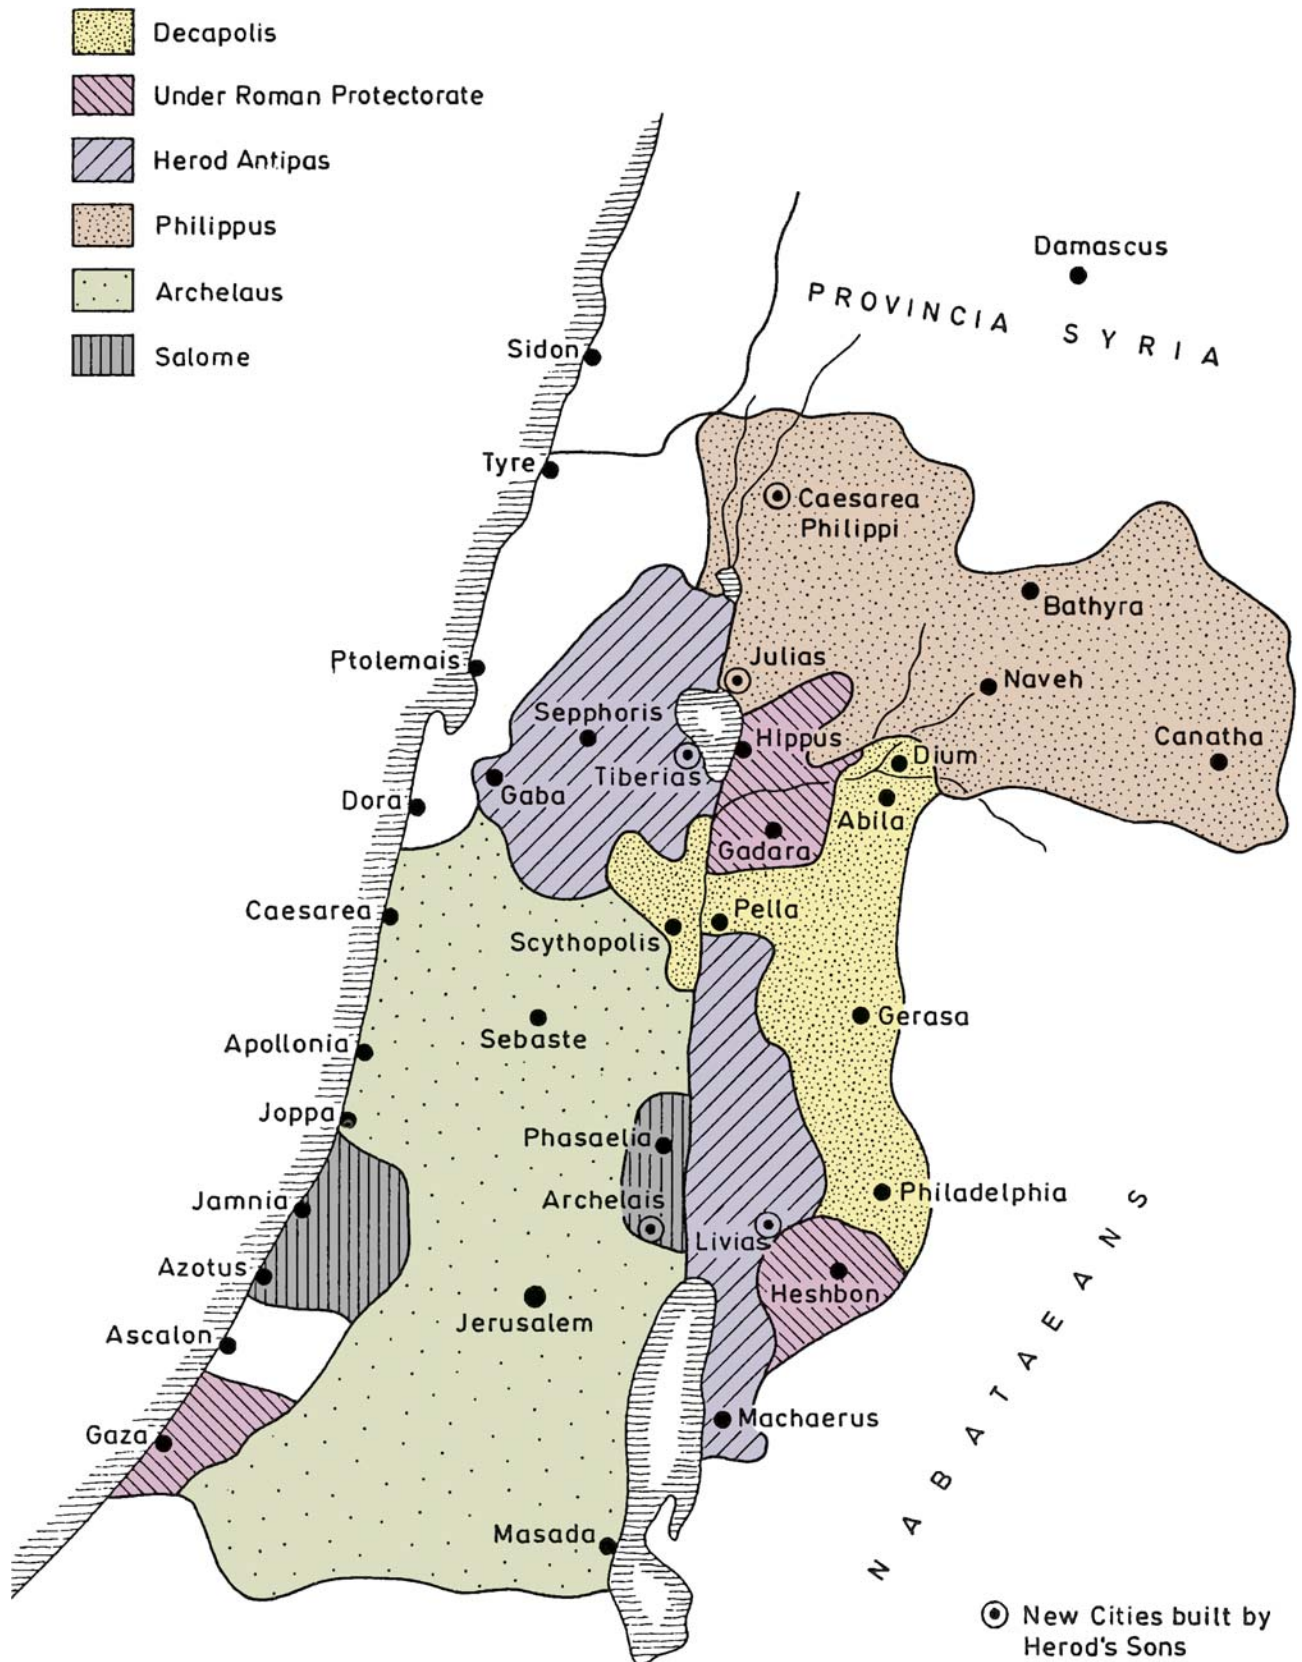 Decapolis
Under Roman Protectorate
Herod Antipas
Philippus
Archelaus
Salome
Damascus
PROVINCIA SYRIA
Sidon
Tyre
Caesarea
Philippi
Bathyra
Ptolemais
Julias
Naveh
Sepphoris
Hippus
Canatha
Dium
Tiberias
Gaba
Dora
Abila
Gadara
Caesarea
Pella
Scythopolis
Gerasa
Sebaste
Apollonia
Joppa
Phasaelia
Jamnia
Archelais
Philadelphia
Livias
Azotus
Heshbon
Jerusalem
Ascalon
Machaerus
Gaza
NABATAEANS
Masada
New Cities built by
Herod's Sons